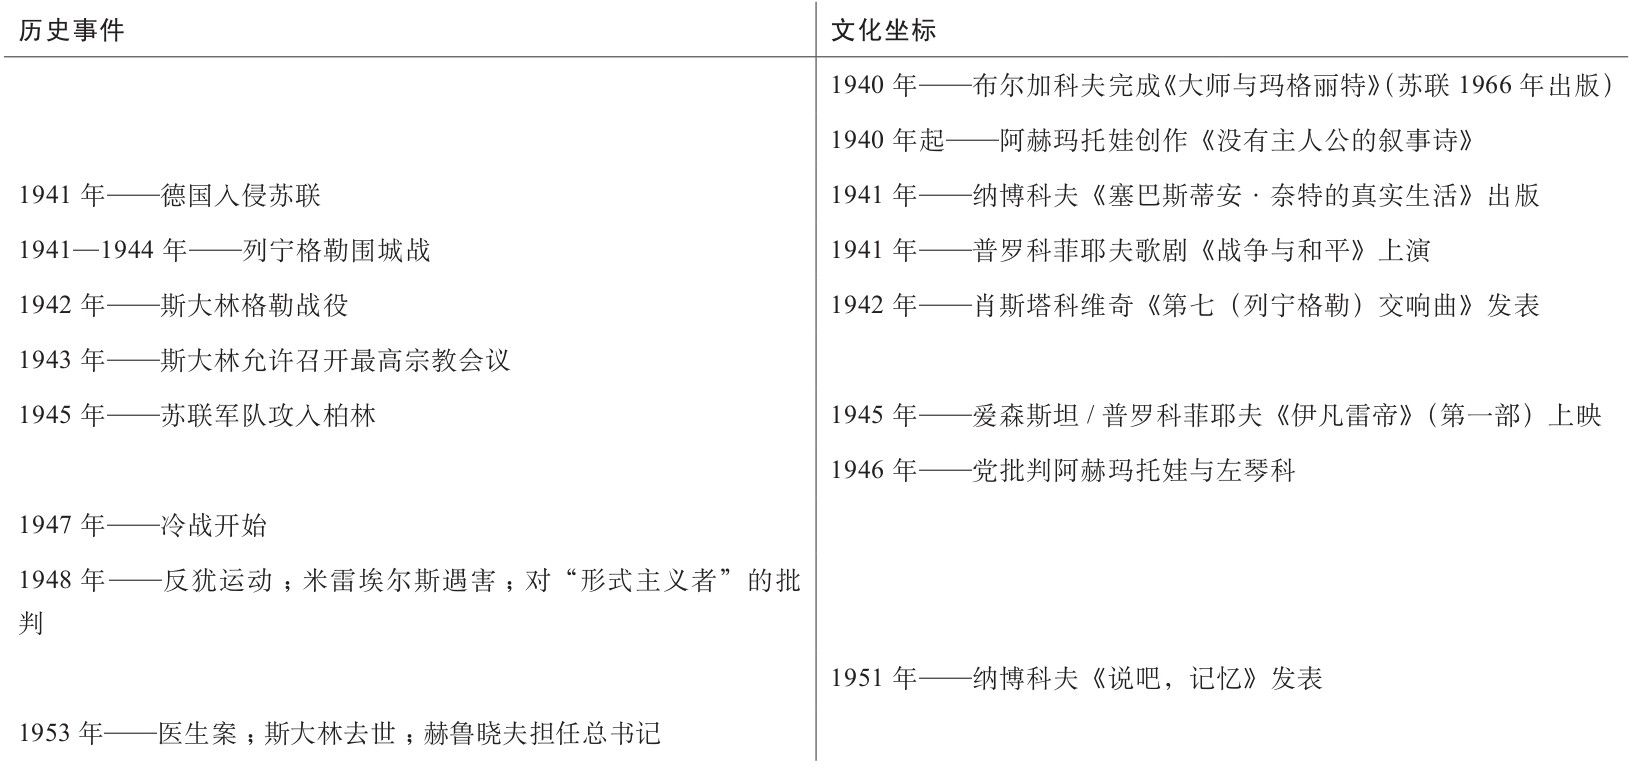 历史事件 文化坐标
1940 年——布尔加科夫完成《大师与玛格丽特》（苏联 1966 年出版）
1940 年起——阿赫玛托娃创作《没有主人公的叙事诗》
1941 年——德国入侵苏联 1941 年——纳博科夫《塞巴斯蒂安·奈特的真实生活》出版
1941—1944 年——列宁格勒围城战 1941 年——普罗科菲耶夫歌剧《战争与和平》上演
1942 年——斯大林格勒战役 1942 年——肖斯塔科维奇《第七（列宁格勒）交响曲》发表
1943 年——斯大林允许召开最高宗教会议
1945 年——苏联军队攻入柏林 1945 年——爱森斯坦 / 普罗科菲耶夫《伊凡雷帝》（第一部）上映
1946 年——党批判阿赫玛托娃与左琴科
1947 年——冷战开始
1948 年——反犹运动；米雷埃尔斯遇害；对“形式主义者”的批
判
1951 年——纳博科夫《说吧，记忆》发表
1953 年——医生案；斯大林去世；赫鲁晓夫担任总书记